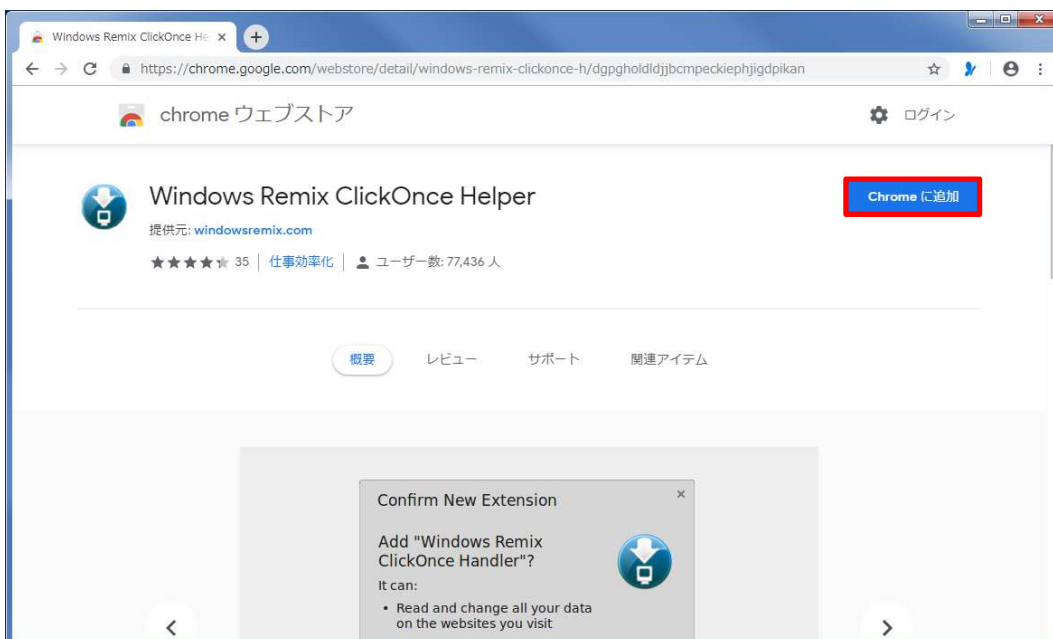 Windows Remix ClickOnce He
https://chrome.google.com/webstore/detail/windows-remix-clickonce-h/dgpgholdldjjbcmpeckiephjigdpikan
chrome ウェブストア
ログイン
Windows Remix ClickOnce Helper
Chrome に追加
提供元: windowsremix.com
35 仕事効率化 ユーザー数: 77,436 人
概要 レビュー サポート 関連アイテム
Confirm New Extension
Add "Windows Remix
ClickOnce Handler"?
It can:
• Read and change all your data
on the websites you visit